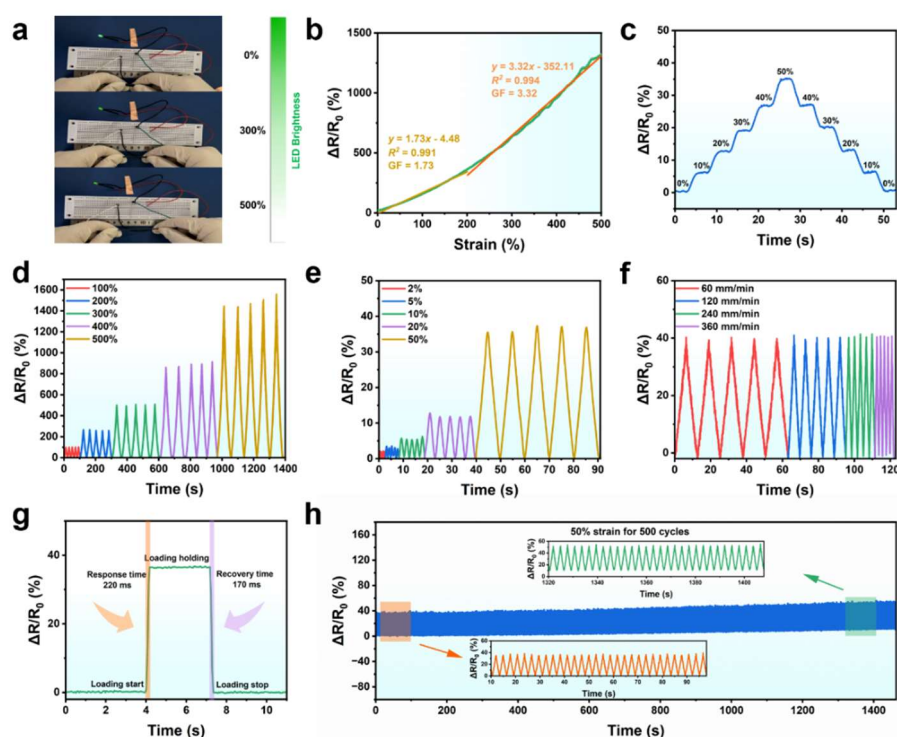 a
0%
300%
500%
LED Brightness
b
ΔR/R₀ (%)
1500
1250
1000
750
500
250
0
y = 3.32x - 352.11
R² = 0.994
GF = 3.32
y = 1.73x - 4.48
R² = 0.991
GF = 1.73
0 100 200 300 400 500
Strain (%)
c
ΔR/R₀ (%)
50
40
30
20
10
0
0% 10% 20% 30% 40% 50% 40% 30% 20% 10% 0%
0 10 20 30 40 50
Time (s)
d
ΔR/R₀ (%)
1600
1400
1200
1000
800
600
400
200
0
100%
200%
300%
400%
500%
0 200 400 600 800 1000 1200 1400
Time (s)
e
ΔR/R₀ (%)
50
40
30
20
10
0
2%
5%
10%
20%
50%
0 10 20 30 40 50 60 70 80 90
Time (s)
f
ΔR/R₀ (%)
60
40
20
0
60 mm/min
120 mm/min
240 mm/min
360 mm/min
0 20 40 60 80 100 120
Time (s)
g
ΔR/R₀ (%)
40
20
0
Loading holding
Response time
220 ms
Recovery time
170 ms
Loading start
Loading stop
0 2 4 6 8 10
Time (s)
h
ΔR/R₀ (%)
180
160
120
80
40
0
−40
−80
50% strain for 500 cycles
ΔR/R₀ (%)
60
40
20
0
1320 1340 1360 1380 1400
Time (s)
ΔR/R₀ (%)
60
40
20
0
10 20 30 40 50 60 70 80 90
Time (s)
0 200 400 600 800 1000 1200 1400
Time (s)